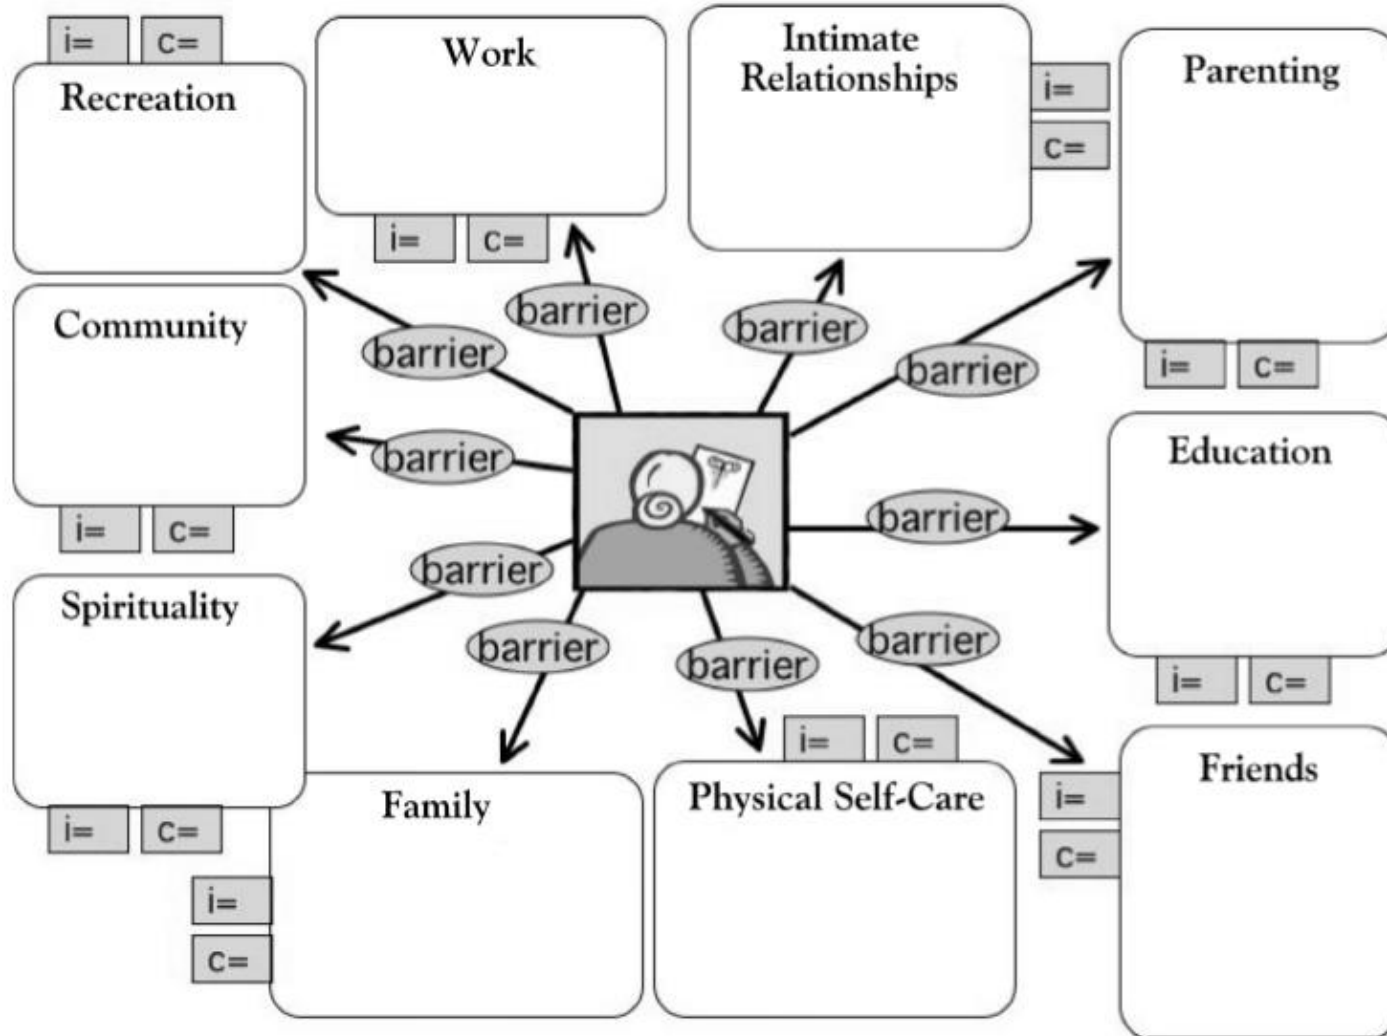 i=
c=
Recreation
Work
i=
c=
Intimate
Relationships
i=
c=
Parenting
i=
c=
barrier
barrier
barrier
barrier
Community
i=
c=
barrier
barrier
Education
i=
c=
Spirituality
i=
c=
barrier
barrier
barrier
barrier
Family
i=
c=
i=
c=
Physical Self-Care
i=
c=
Friends